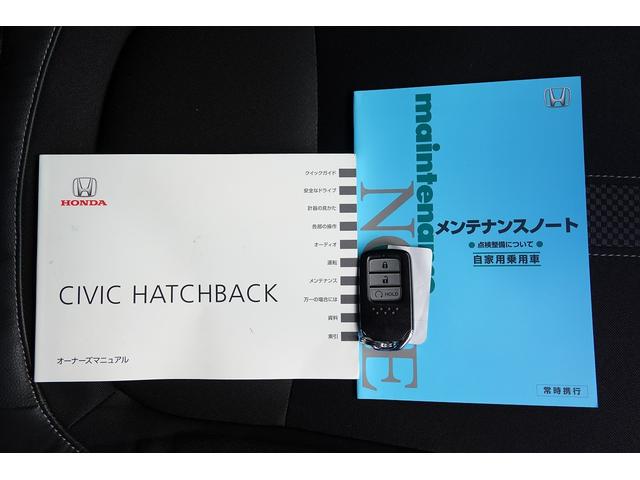 HONDA
CIVIC HATCHBACK
オーナーズマニュアル
クイックガイド
安全なドライブ
計器の見かた
各部の操作
オーディオ
運転
メンテナンス
万一の場合には
資料
索引
maintenance
NOTE
メンテナンスノート
● 点検整備について ●
自家用乗用車
常時携行
HOLD